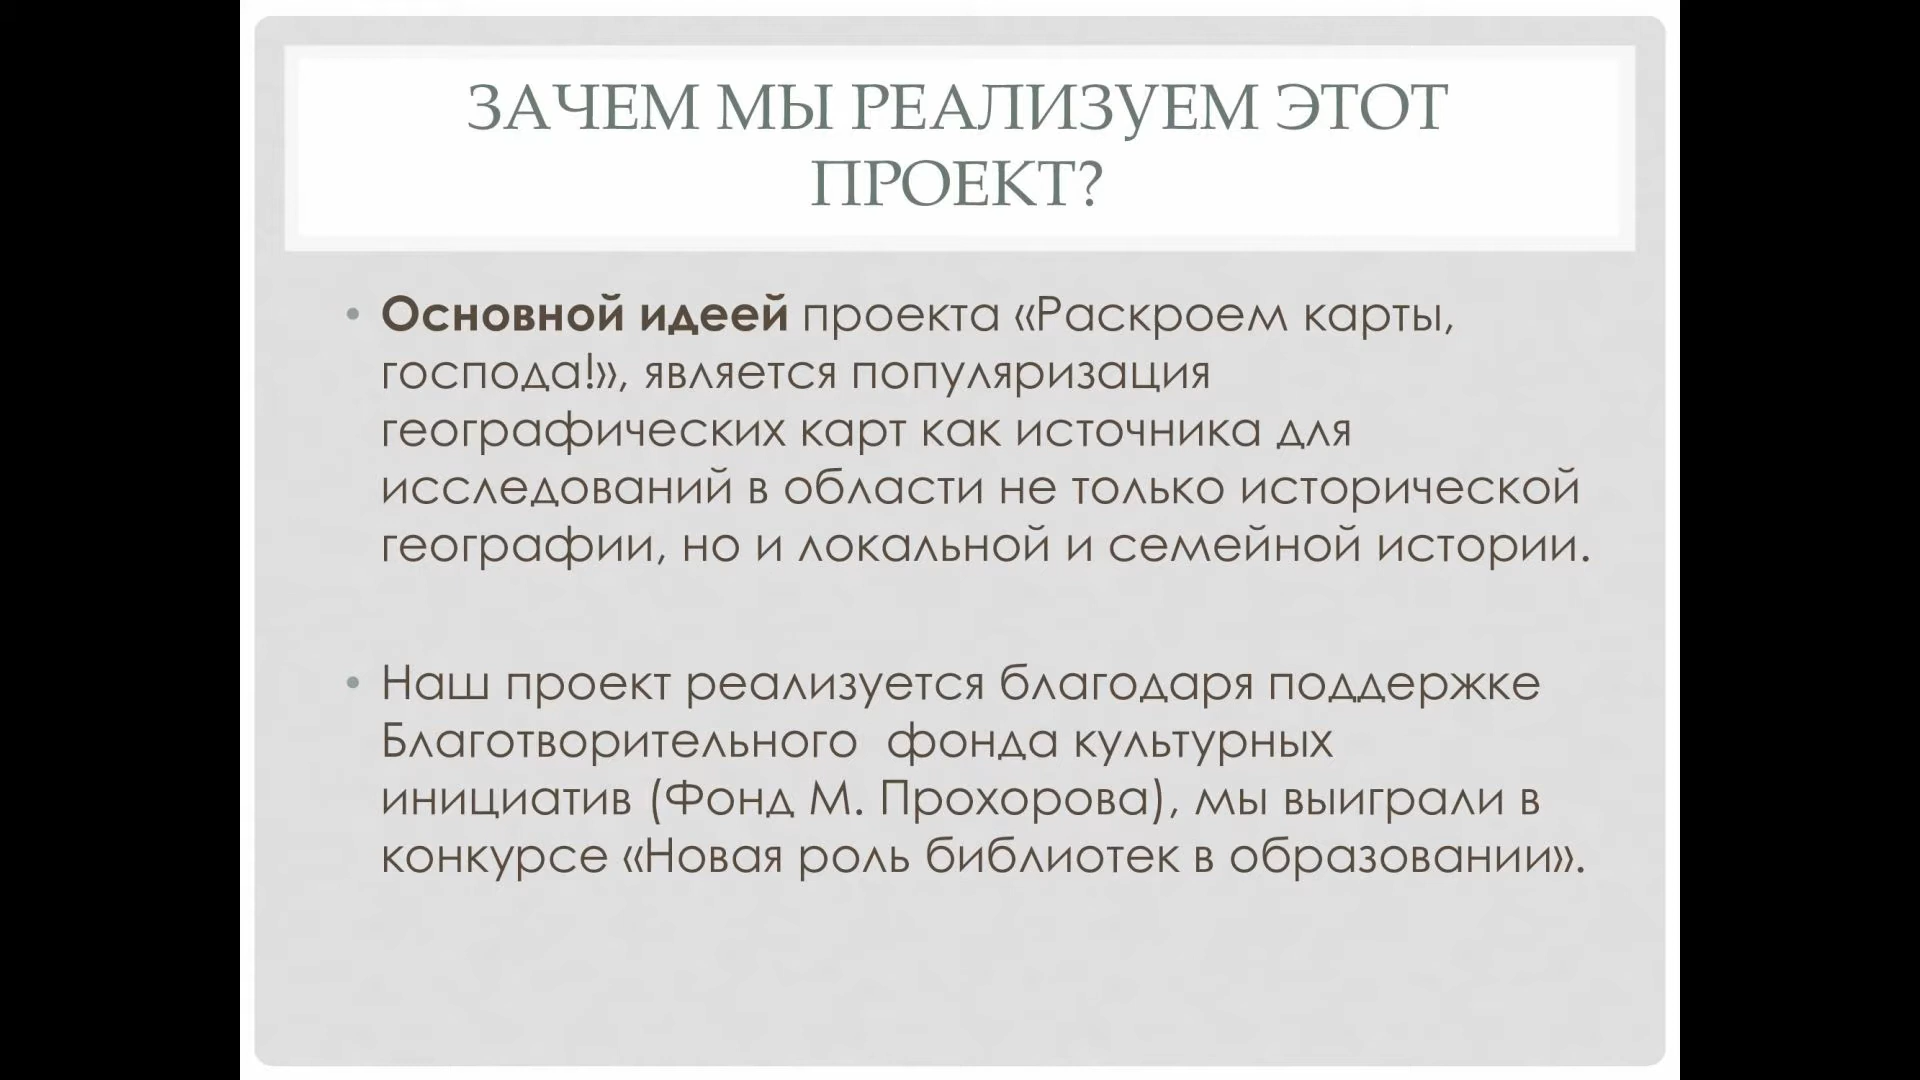 ЗАЧЕМ МЫ РЕАЛИЗУЕМ ЭТОТ
ПРОЕКТ?
• Основной идеей проекта «Раскроем карты,
господа!», является популяризация
географических карт как источника для
исследований в области не только исторической
географии, но и локальной и семейной истории.
• Наш проект реализуется благодаря поддержке
Благотворительного  фонда культурных
инициатив (Фонд М. Прохорова), мы выиграли в
конкурсе «Новая роль библиотек в образовании».